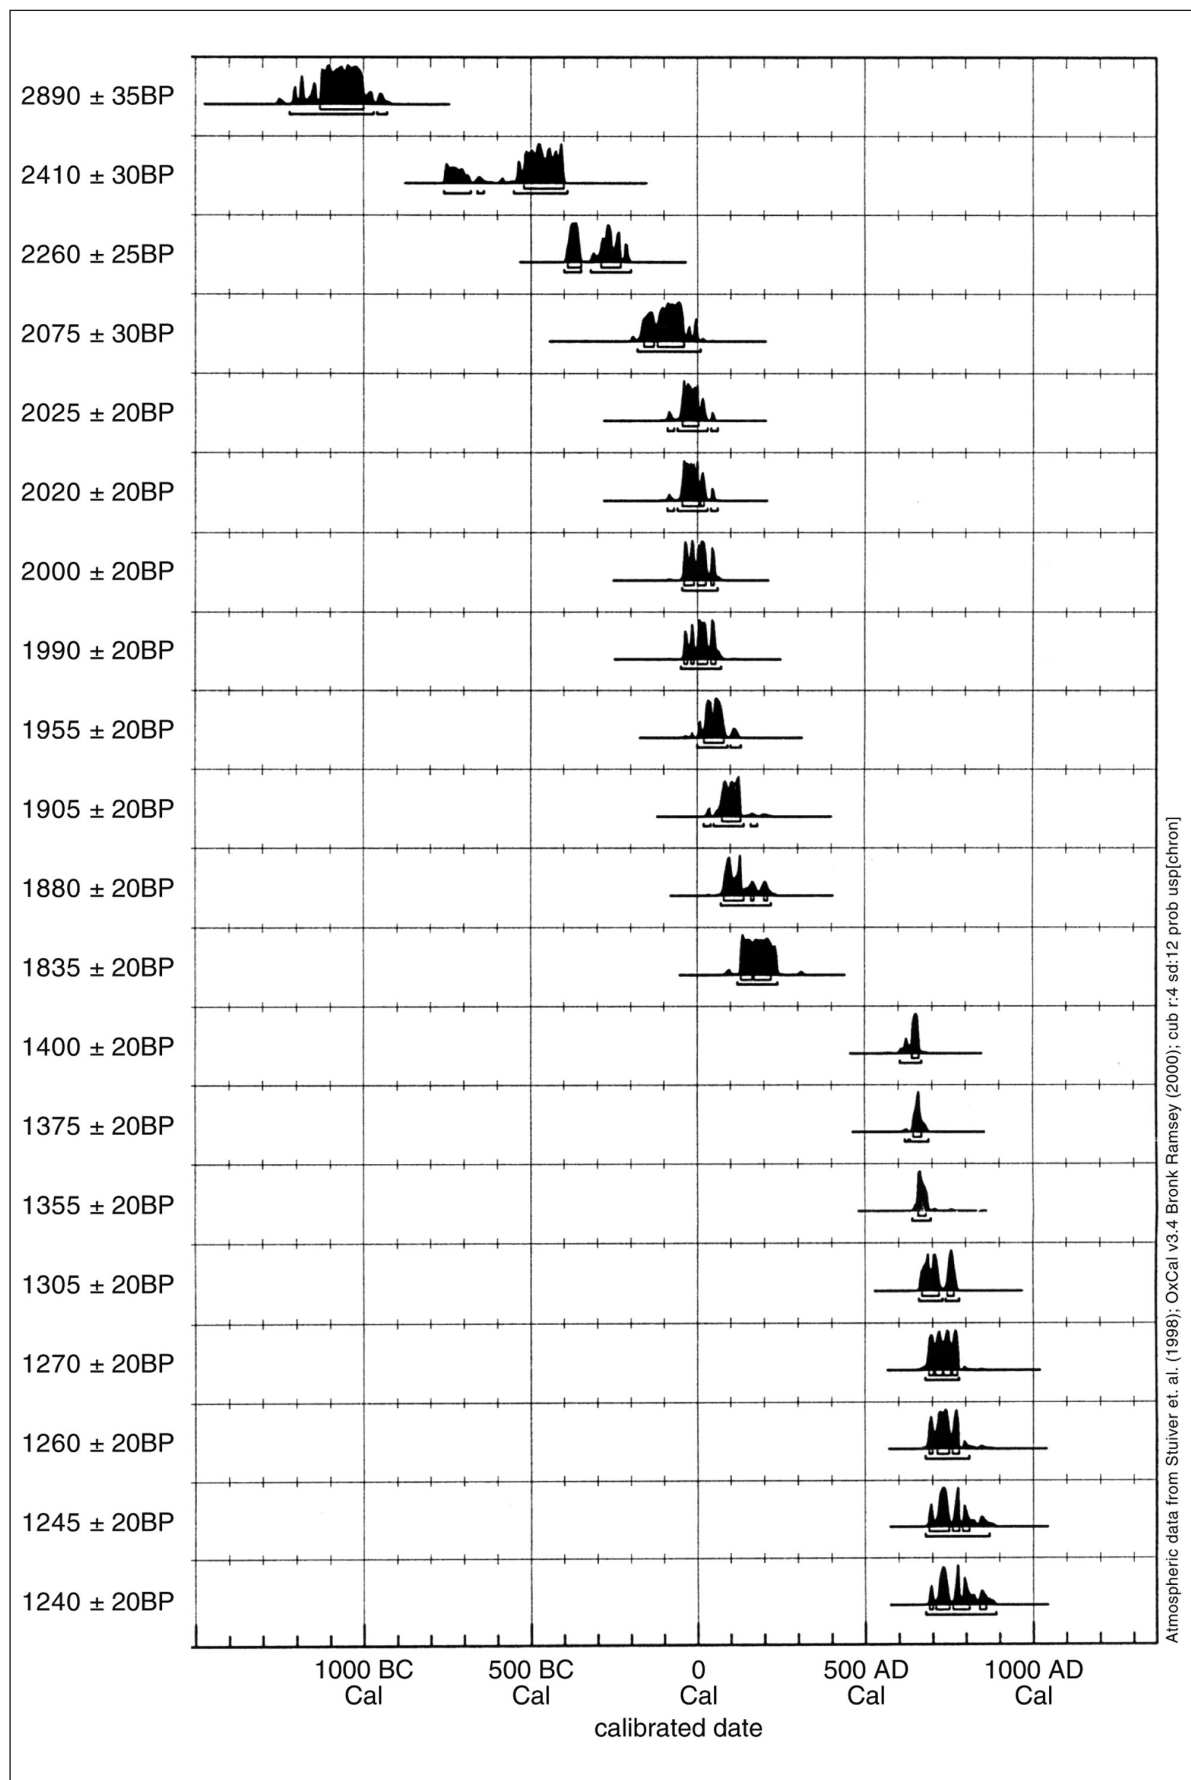 2890 ± 35BP
2410 ± 30BP
2260 ± 25BP
2075 ± 30BP
2025 ± 20BP
2020 ± 20BP
2000 ± 20BP
1990 ± 20BP
1955 ± 20BP
1905 ± 20BP
1880 ± 20BP
1835 ± 20BP
1400 ± 20BP
1375 ± 20BP
1355 ± 20BP
1305 ± 20BP
1270 ± 20BP
1260 ± 20BP
1245 ± 20BP
1240 ± 20BP
1000 BC 500 BC 0 500 AD 1000 AD
Cal Cal Cal Cal Cal
calibrated date
Atmospheric data from Stuiver et. al. (1998); OxCal v3.4 Bronk Ramsey (2000); cub r:4 sd:12 prob usp[chron]